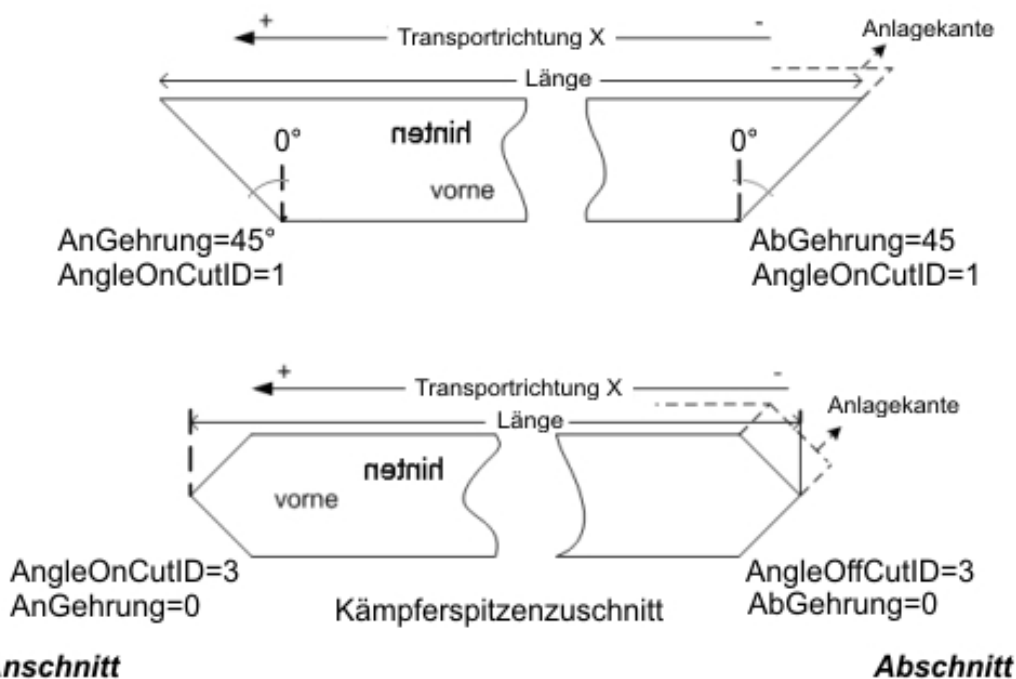 + -
Transportrichtung X
Anlagekante
Länge
0° hinten 0°
vorne
AnGehrung=45° AbGehrung=45
AngleOnCutID=1 AngleOnCutID=1
+ -
Transportrichtung X
Anlagekante
Länge
hinten
vorne
AngleOnCutID=3 AngleOffCutID=3
AnGehrung=0 Kämpferspitzenzuschnitt AbGehrung=0
nschnitt Abschnitt